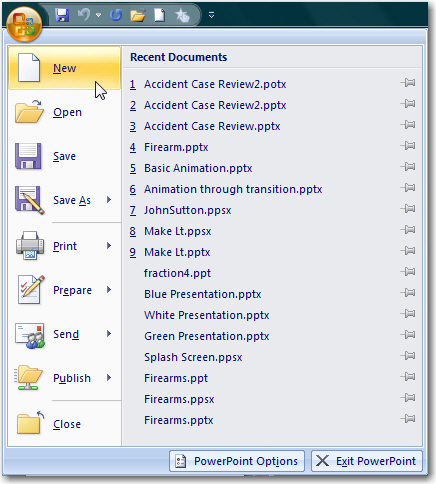 New
Open
Save
Save As
Print
Prepare
Send
Publish
Close
Recent Documents
1 Accident Case Review2.potx
2 Accident Case Review2.pptx
3 Accident Case Review.pptx
4 Firearm.pptx
5 Basic Animation.pptx
6 Animation through transition.pptx
7 JohnSutton.ppsx
8 Make Lt.ppsx
9 Make Lt.pptx
fraction4.ppt
Blue Presentation.pptx
White Presentation.pptx
Green Presentation.pptx
Splash Screen.ppsx
Firearms.ppt
Firearms.ppsx
Firearms.pptx
PowerPoint Options
Exit PowerPoint